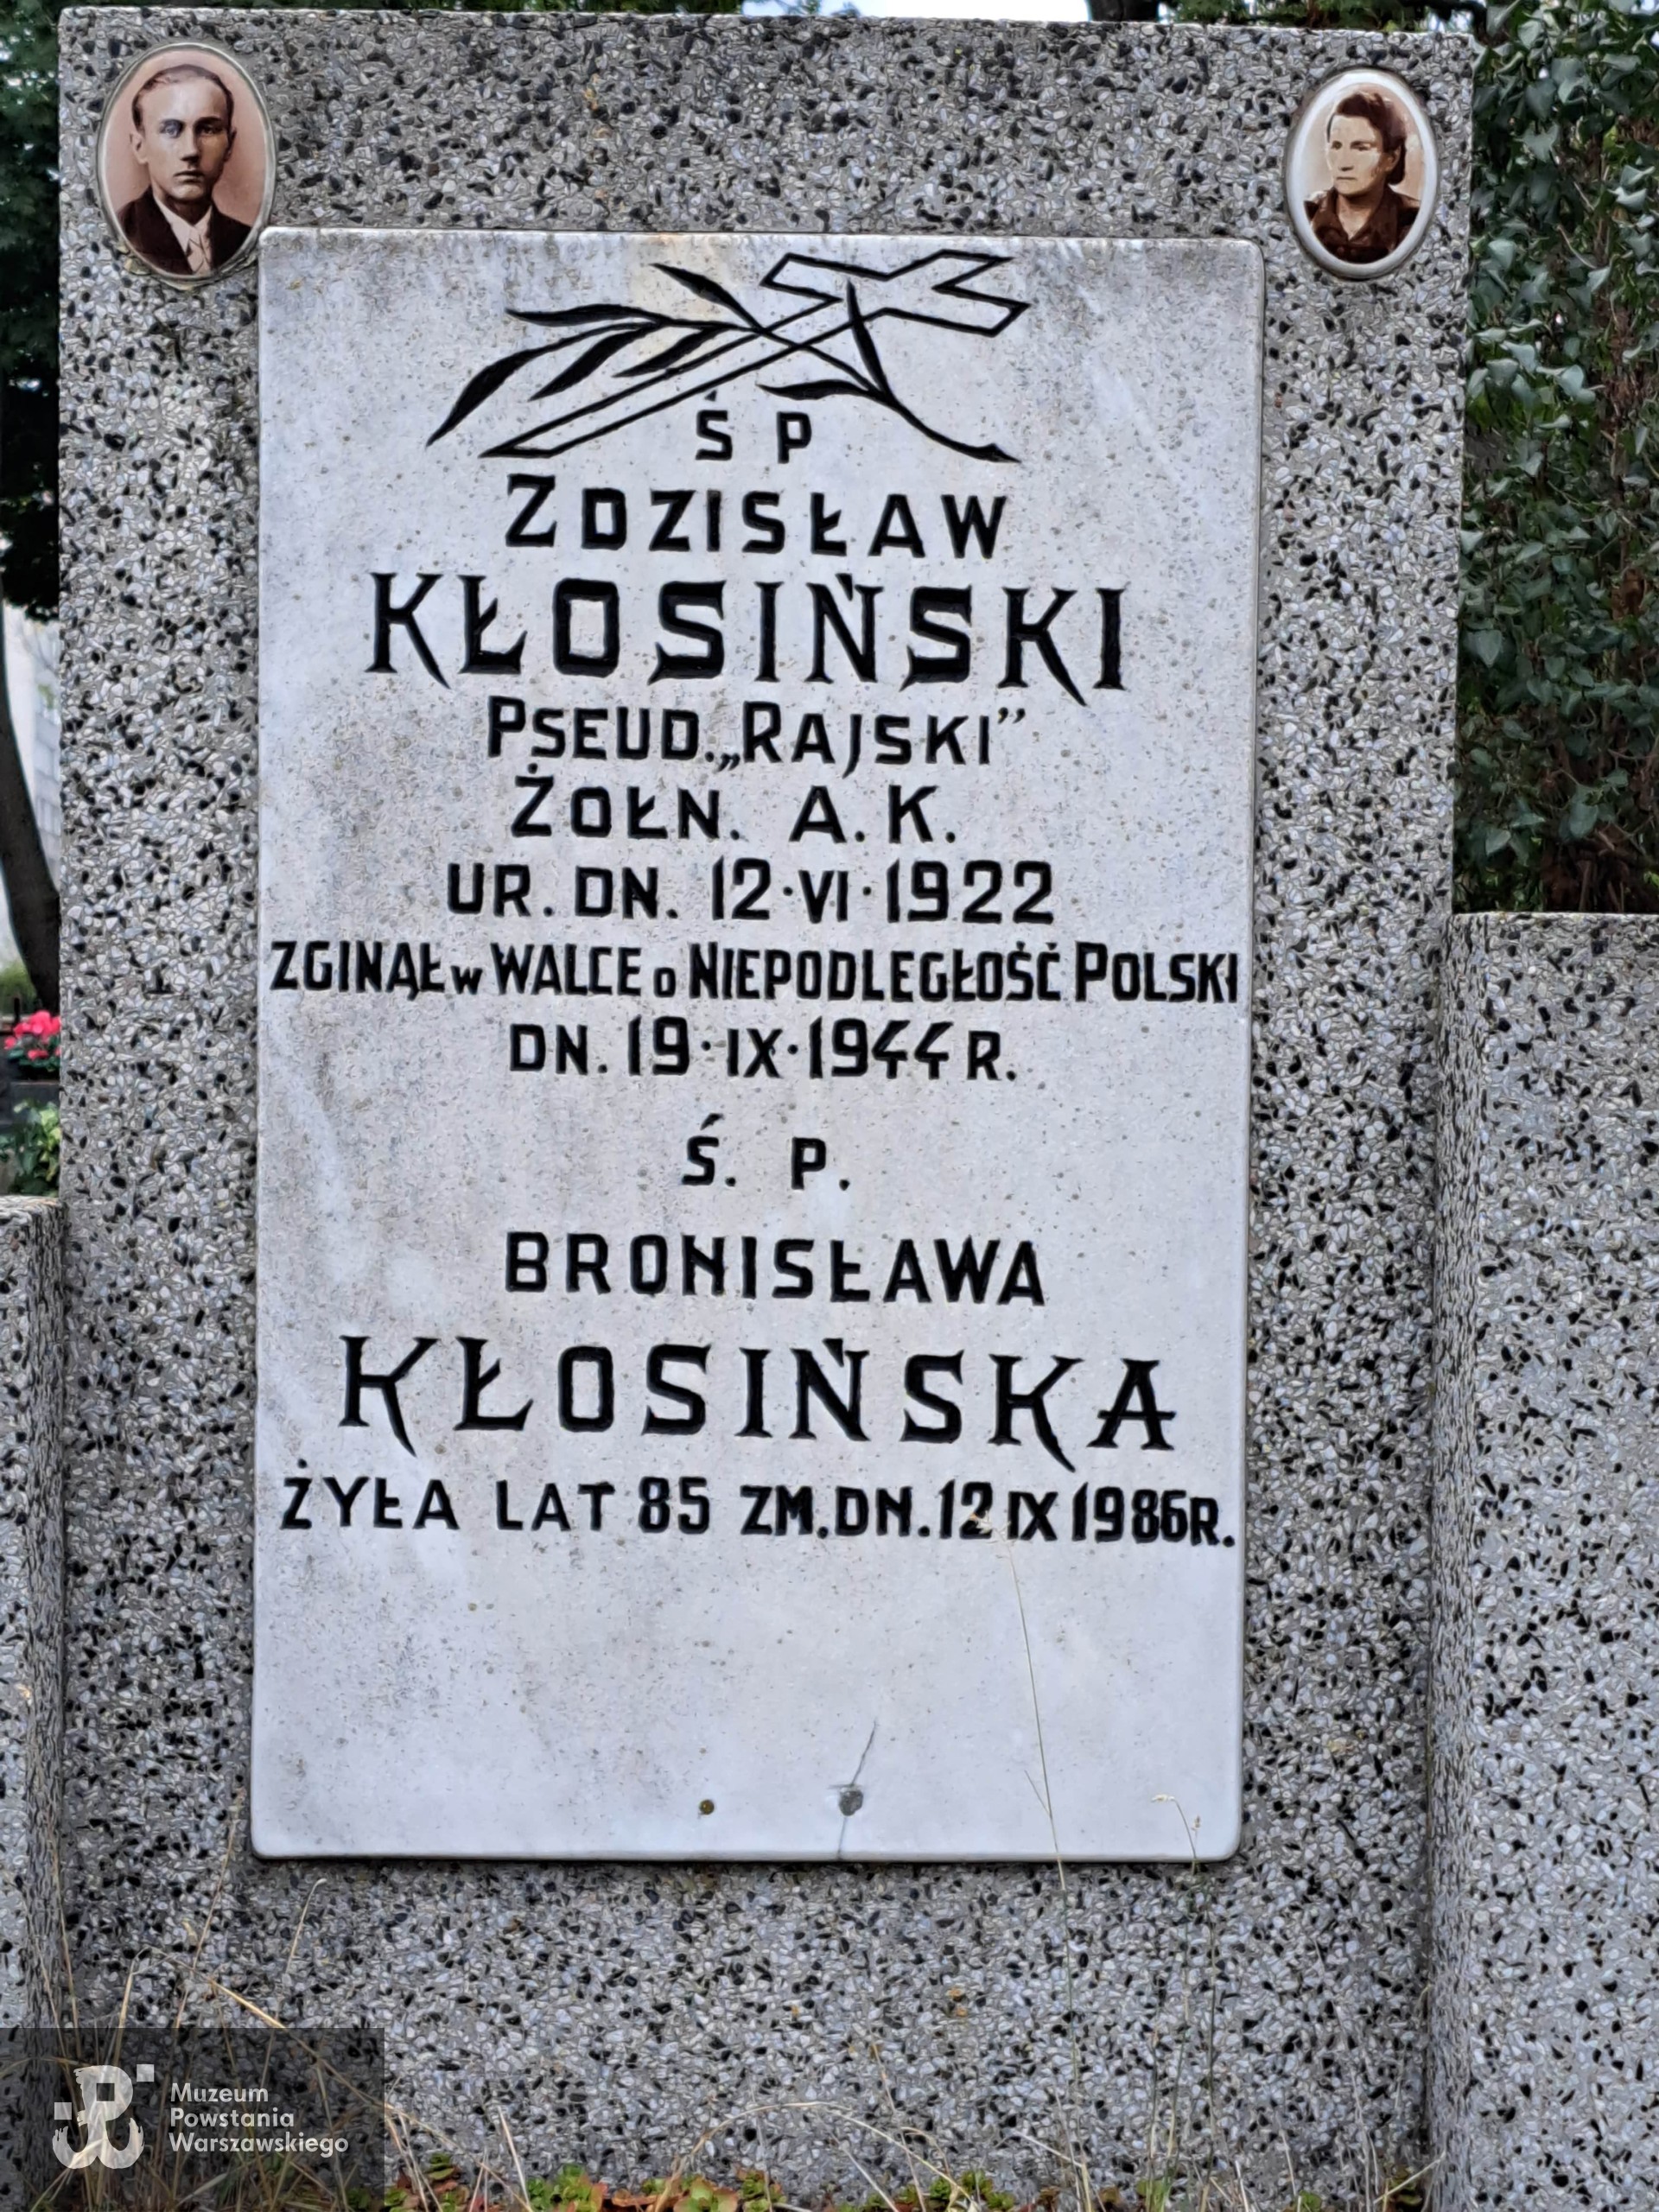 Ś P
ZDZISŁAW
KŁOSIŃSKI
PSEUD. „RAJSKI”
ŻOŁN. A. K.
UR. DN. 12·VI·1922
ZGINĄŁ w WALCE o NIEPODLEGŁOŚĆ POLSKI
DN. 19·IX·1944 R.
Ś. P.
BRONISŁAWA
KŁOSIŃSKA
ŻYŁA LAT 85 ZM. DN. 12 IX 1986R.
Muzeum
Powstania
Warszawskiego